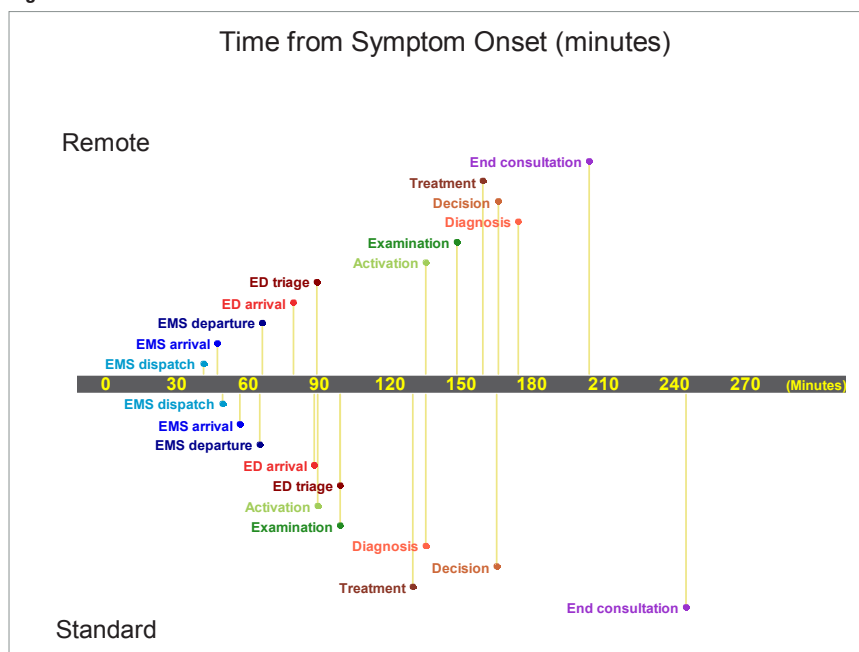 Time from Symptom Onset (minutes)
Remote
End consultation
Treatment
Decision
Diagnosis
Examination
Activation
ED triage
ED arrival
EMS departure
EMS arrival
EMS dispatch
0 30 60 90 120 150 180 210 240 270 (Minutes)
EMS dispatch
EMS arrival
EMS departure
ED arrival
ED triage
Activation
Examination
Diagnosis
Decision
Treatment
End consultation
Standard